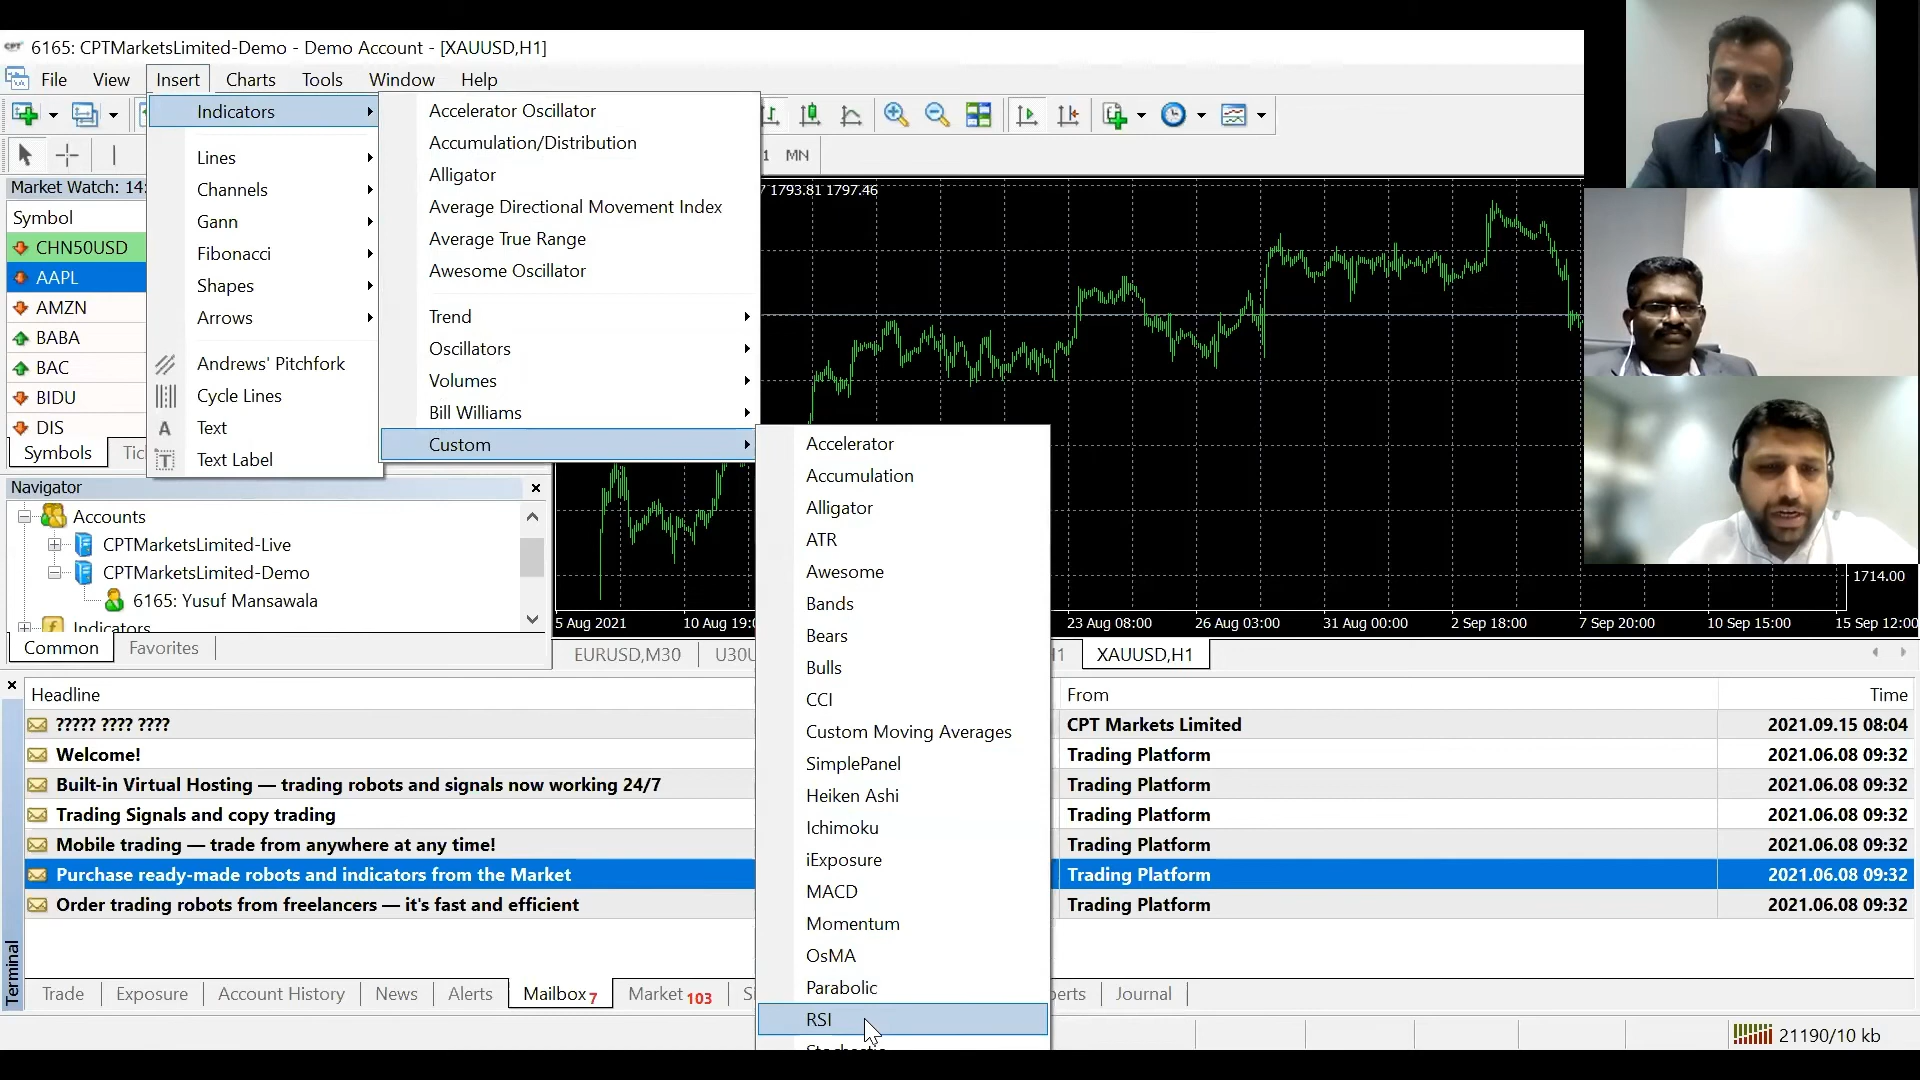 CPT 6165: CPTMarketsLimited-Demo - Demo Account - [XAUUSD,H1]
File View Insert Charts Tools Window Help
MN
Market Watch: 14:
Symbol
CHN50USD
AAPL
AMZN
BABA
BAC
BIDU
DIS
Symbols
Indicators
Lines
Channels
Gann
Fibonacci
Shapes
Arrows
Andrews' Pitchfork
Cycle Lines
A Text
T Text Label
Accelerator Oscillator
Accumulation/Distribution
Alligator
Average Directional Movement Index
Average True Range
Awesome Oscillator
Trend
Oscillators
Volumes
Bill Williams
Custom
Accelerator
Accumulation
Alligator
ATR
Awesome
Bands
Bears
Bulls
CCI
Custom Moving Averages
SimplePanel
Heiken Ashi
Ichimoku
iExposure
MACD
Momentum
OsMA
Parabolic
RSI
1793.81 1797.46
1714.00
5 Aug 2021 10 Aug 19:0 23 Aug 08:00 26 Aug 03:00 31 Aug 00:00 2 Sep 18:00 7 Sep 20:00 10 Sep 15:00 15 Sep 12:00
Navigator
Accounts
CPTMarketsLimited-Live
CPTMarketsLimited-Demo
6165: Yusuf Mansawala
Indicators
Common Favorites
EURUSD,M30 U30U H1 XAUUSD,H1
Headline From Time
????? ???? ???? CPT Markets Limited 2021.09.15 08:04
Welcome! Trading Platform 2021.06.08 09:32
Built-in Virtual Hosting — trading robots and signals now working 24/7 Trading Platform 2021.06.08 09:32
Trading Signals and copy trading Trading Platform 2021.06.08 09:32
Mobile trading — trade from anywhere at any time! Trading Platform 2021.06.08 09:32
Purchase ready-made robots and indicators from the Market Trading Platform 2021.06.08 09:32
Order trading robots from freelancers — it's fast and efficient Trading Platform 2021.06.08 09:32
Terminal
Trade Exposure Account History News Alerts Mailbox 7 Market 103 perts Journal
21190/10 kb